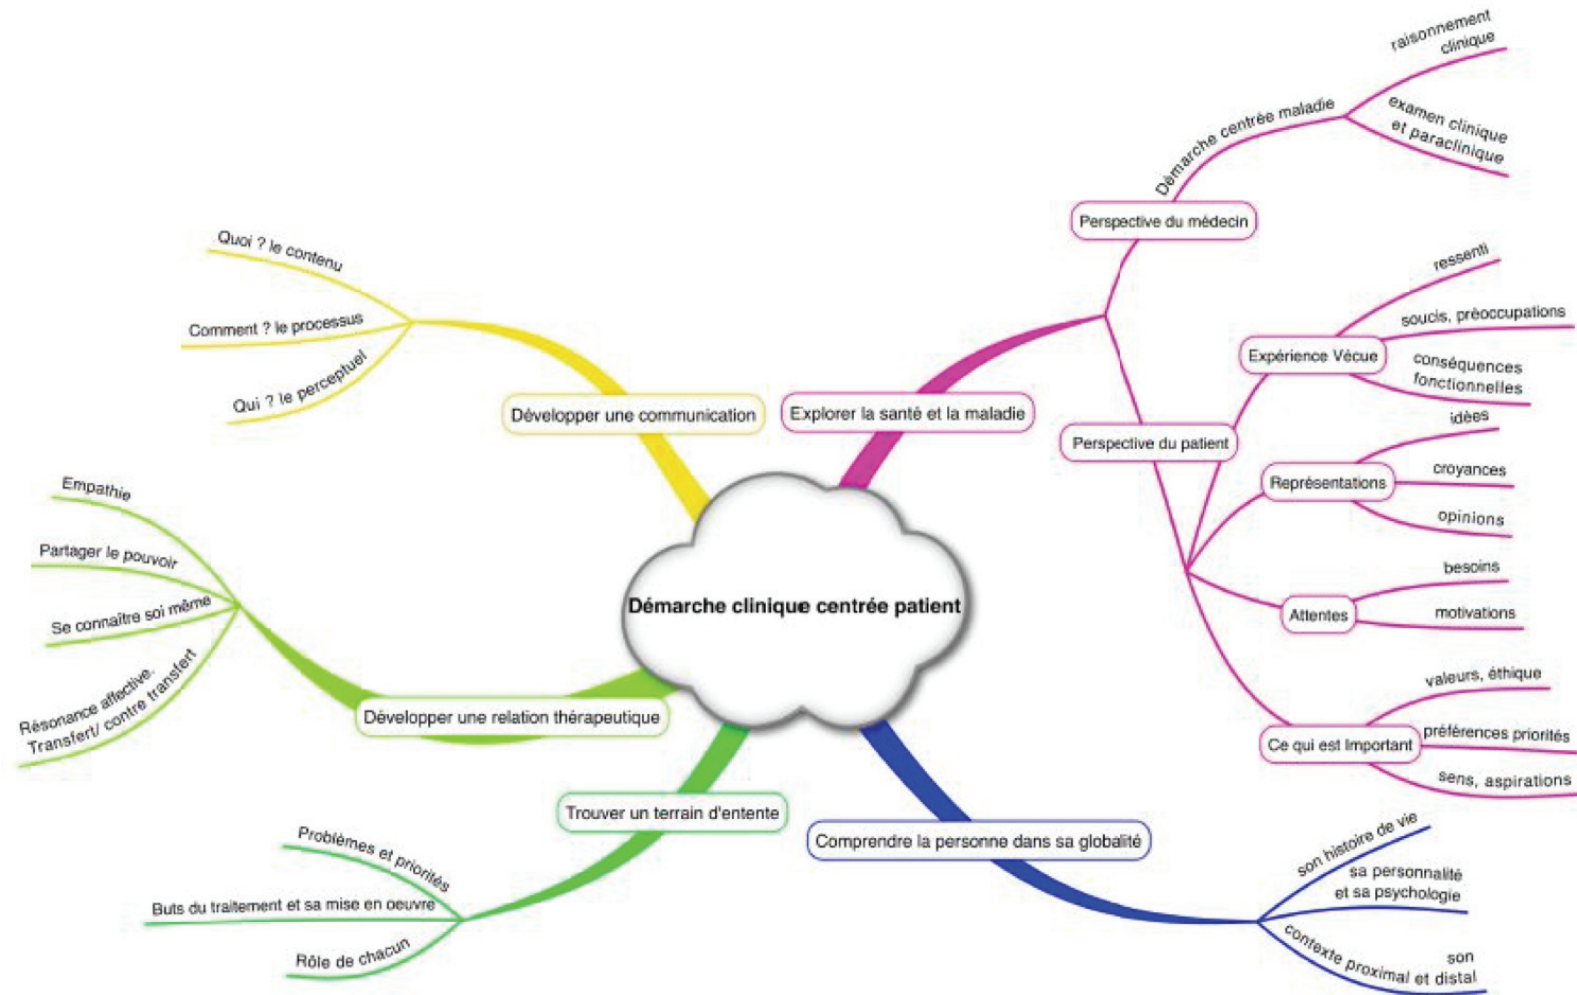 raisonnement
clinique
examen clinique
et paraclinique
Démarche centrée maladie
Perspective du médecin
ressenti
soucis, préoccupations
conséquences
fonctionnelles
Expérience Vécue
Explorer la santé et la maladie
Perspective du patient
idèes
croyances
opinions
Représentations
besoins
motivations
Attentes
valeurs, éthique
préférences priorités
sens, aspirations
Ce qui est Important
Quoi ? le contenu
Comment ? le processus
Qui ? le perceptuel
Développer une communication
Démarche clinique centrée patient
Empathie
Partager le pouvoir
Se connaître soi même
Résonance affective.
Transfert/ contre transfert
Développer une relation thérapeutique
Trouver un terrain d'entente
Problèmes et priorités
Buts du traitement et sa mise en oeuvre
Rôle de chacun
Comprendre la personne dans sa globalité
son histoire de vie
sa personnalité
et sa psychologie
son
contexte proximal et distal